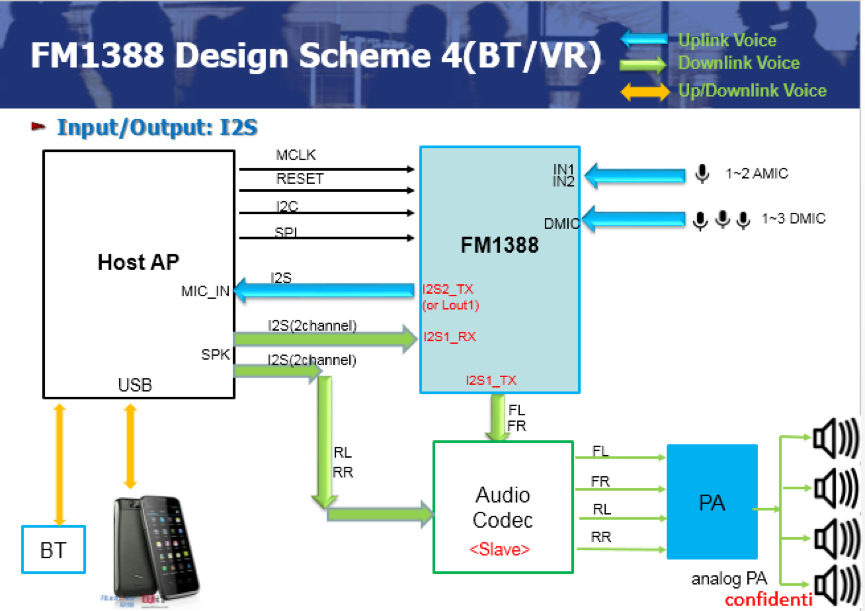 FM1388 Design Scheme 4(BT/VR)
Uplink Voice
Downlink Voice
Up/Downlink Voice
Input/Output: I2S
MCLK
RESET
I2C
SPI
Host AP
MIC_IN
I2S
SPK
I2S(2channel)
I2S(2channel)
USB
IN1
IN2
DMIC
FM1388
I2S2_TX
(or Lout1)
I2S1_RX
I2S1_TX
1~2 AMIC
1~3 DMIC
FL
FR
RL
RR
Audio
Codec
<Slave>
FL
FR
RL
RR
PA
analog PA
BT
confidenti